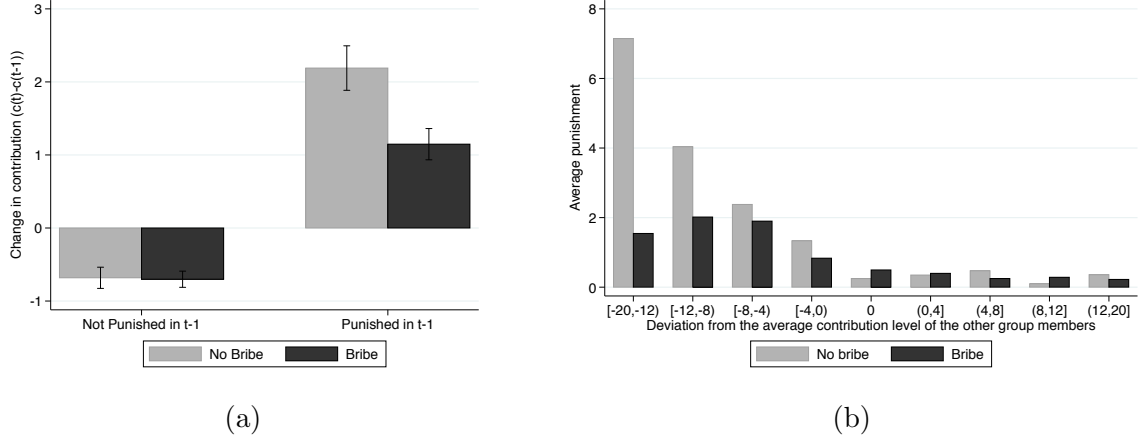 3
2
1
0
-1
Change in contribution (c(t)-c(t-1))
Not Punished in t-1 Punished in t-1
No Bribe Bribe
(a)
8
6
4
2
0
Average punishment
[-20,-12) [-12,-8) [-8,-4) [-4,0) 0 (0,4] (4,8] (8,12] (12,20]
Deviation from the average contribution level of the other group members
No bribe Bribe
(b)